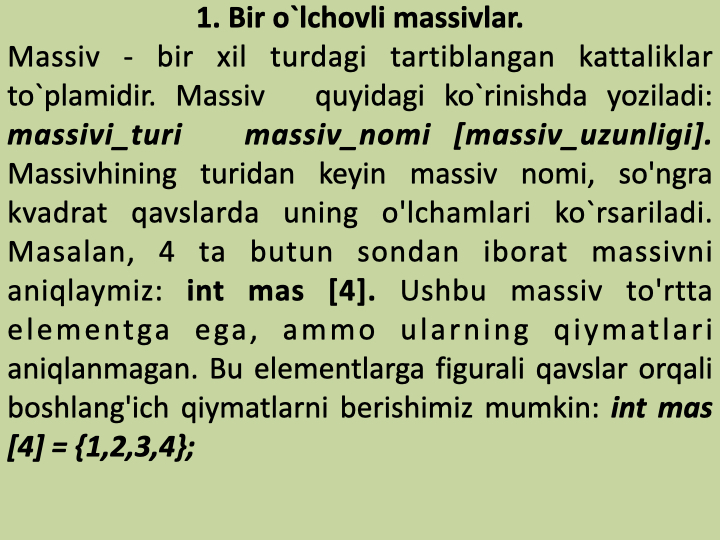 1. Bir o`lchovli massivlar.
Massiv - bir xil turdagi tartiblangan kattaliklar
to`plamidir. Massiv quyidagi ko`rinishda yoziladi:
massivi_turi massiv_nomi [massiv_uzunligi].
Massivhining turidan keyin massiv nomi, so'ngra
kvadrat qavslarda uning o'lchamlari ko`rsariladi.
Masalan, 4 ta butun sondan iborat massivni
aniqlaymiz: int mas [4]. Ushbu massiv to'rtta
elementga ega, ammo ularning qiymatlari
aniqlanmagan. Bu elementlarga figurali qavslar orqali
boshlang'ich qiymatlarni berishimiz mumkin: int mas
[4] = {1,2,3,4};